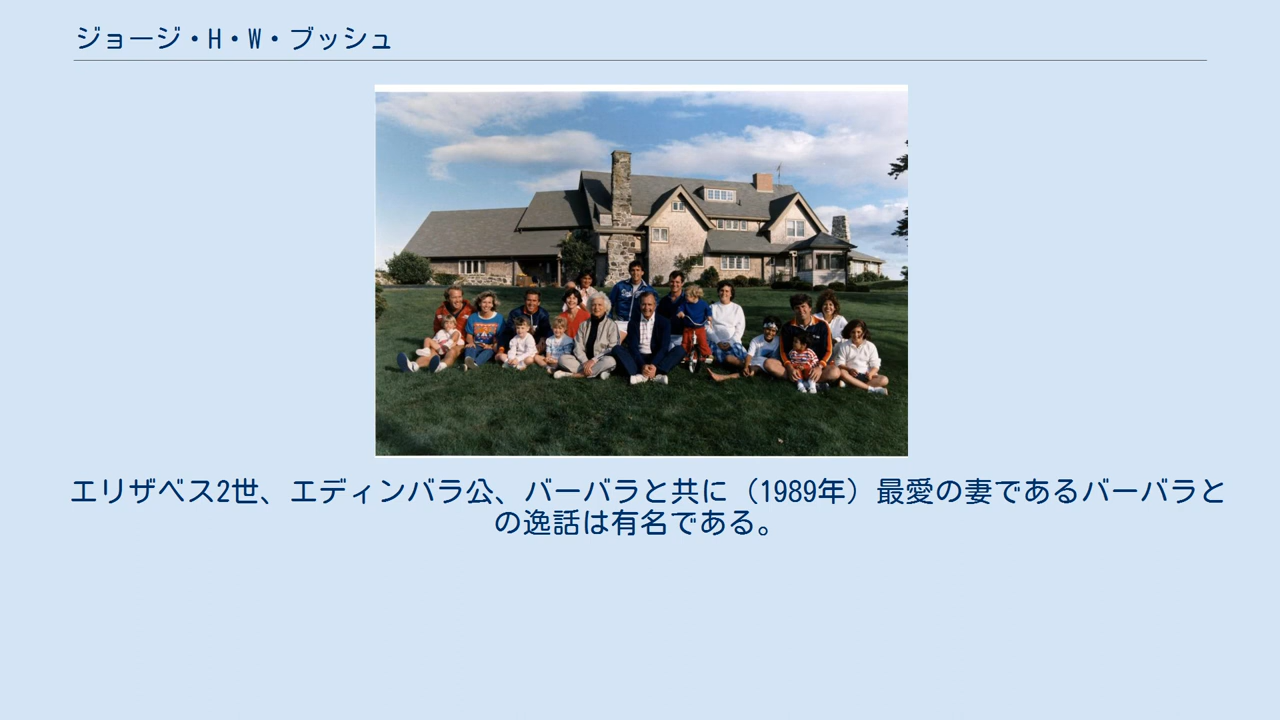 ジョージ・H・W・ブッシュ
エリザベス2世、エディンバラ公、バーバラと共に（1989年）最愛の妻であるバーバラと
の逸話は有名である。